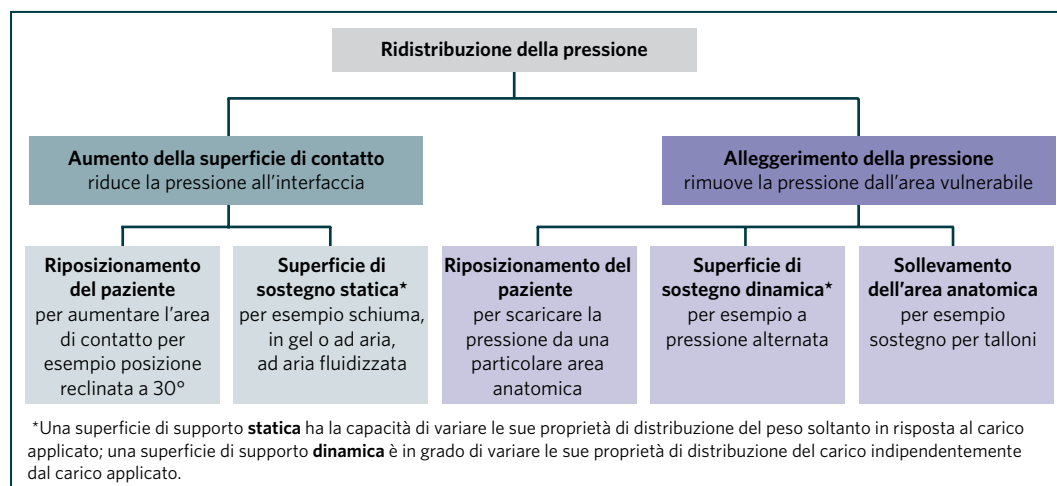 Ridistribuzione della pressione
Aumento della superficie di contatto
riduce la pressione all'interfaccia
Alleggerimento della pressione
rimuove la pressione dall'area vulnerabile
Riposizionamento
del paziente
per aumentare l'area
di contatto per
esempio posizione
reclinata a 30°
Superficie di
sostegno statica*
per esempio schiuma,
in gel o ad aria,
ad aria fluidizzata
Riposizionamento del
paziente
per scaricare la
pressione da una
particolare area
anatomica
Superficie di
sostegno dinamica*
per esempio a
pressione alternata
Sollevamento
dell'area anatomica
per esempio
sostegno per talloni
*Una superficie di supporto statica ha la capacità di variare le sue proprietà di distribuzione del peso soltanto in risposta al carico
applicato; una superficie di supporto dinamica è in grado di variare le sue proprietà di distribuzione del carico indipendentemente
dal carico applicato.